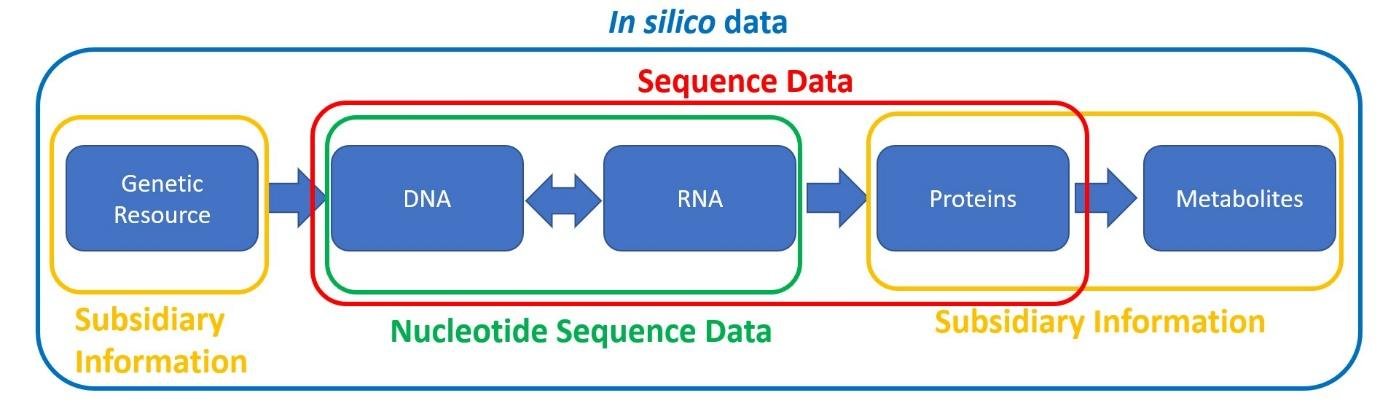 In silico data
Sequence Data
Genetic
Resource
DNA
RNA
Proteins
Metabolites
Subsidiary
Information
Nucleotide Sequence Data
Subsidiary Information